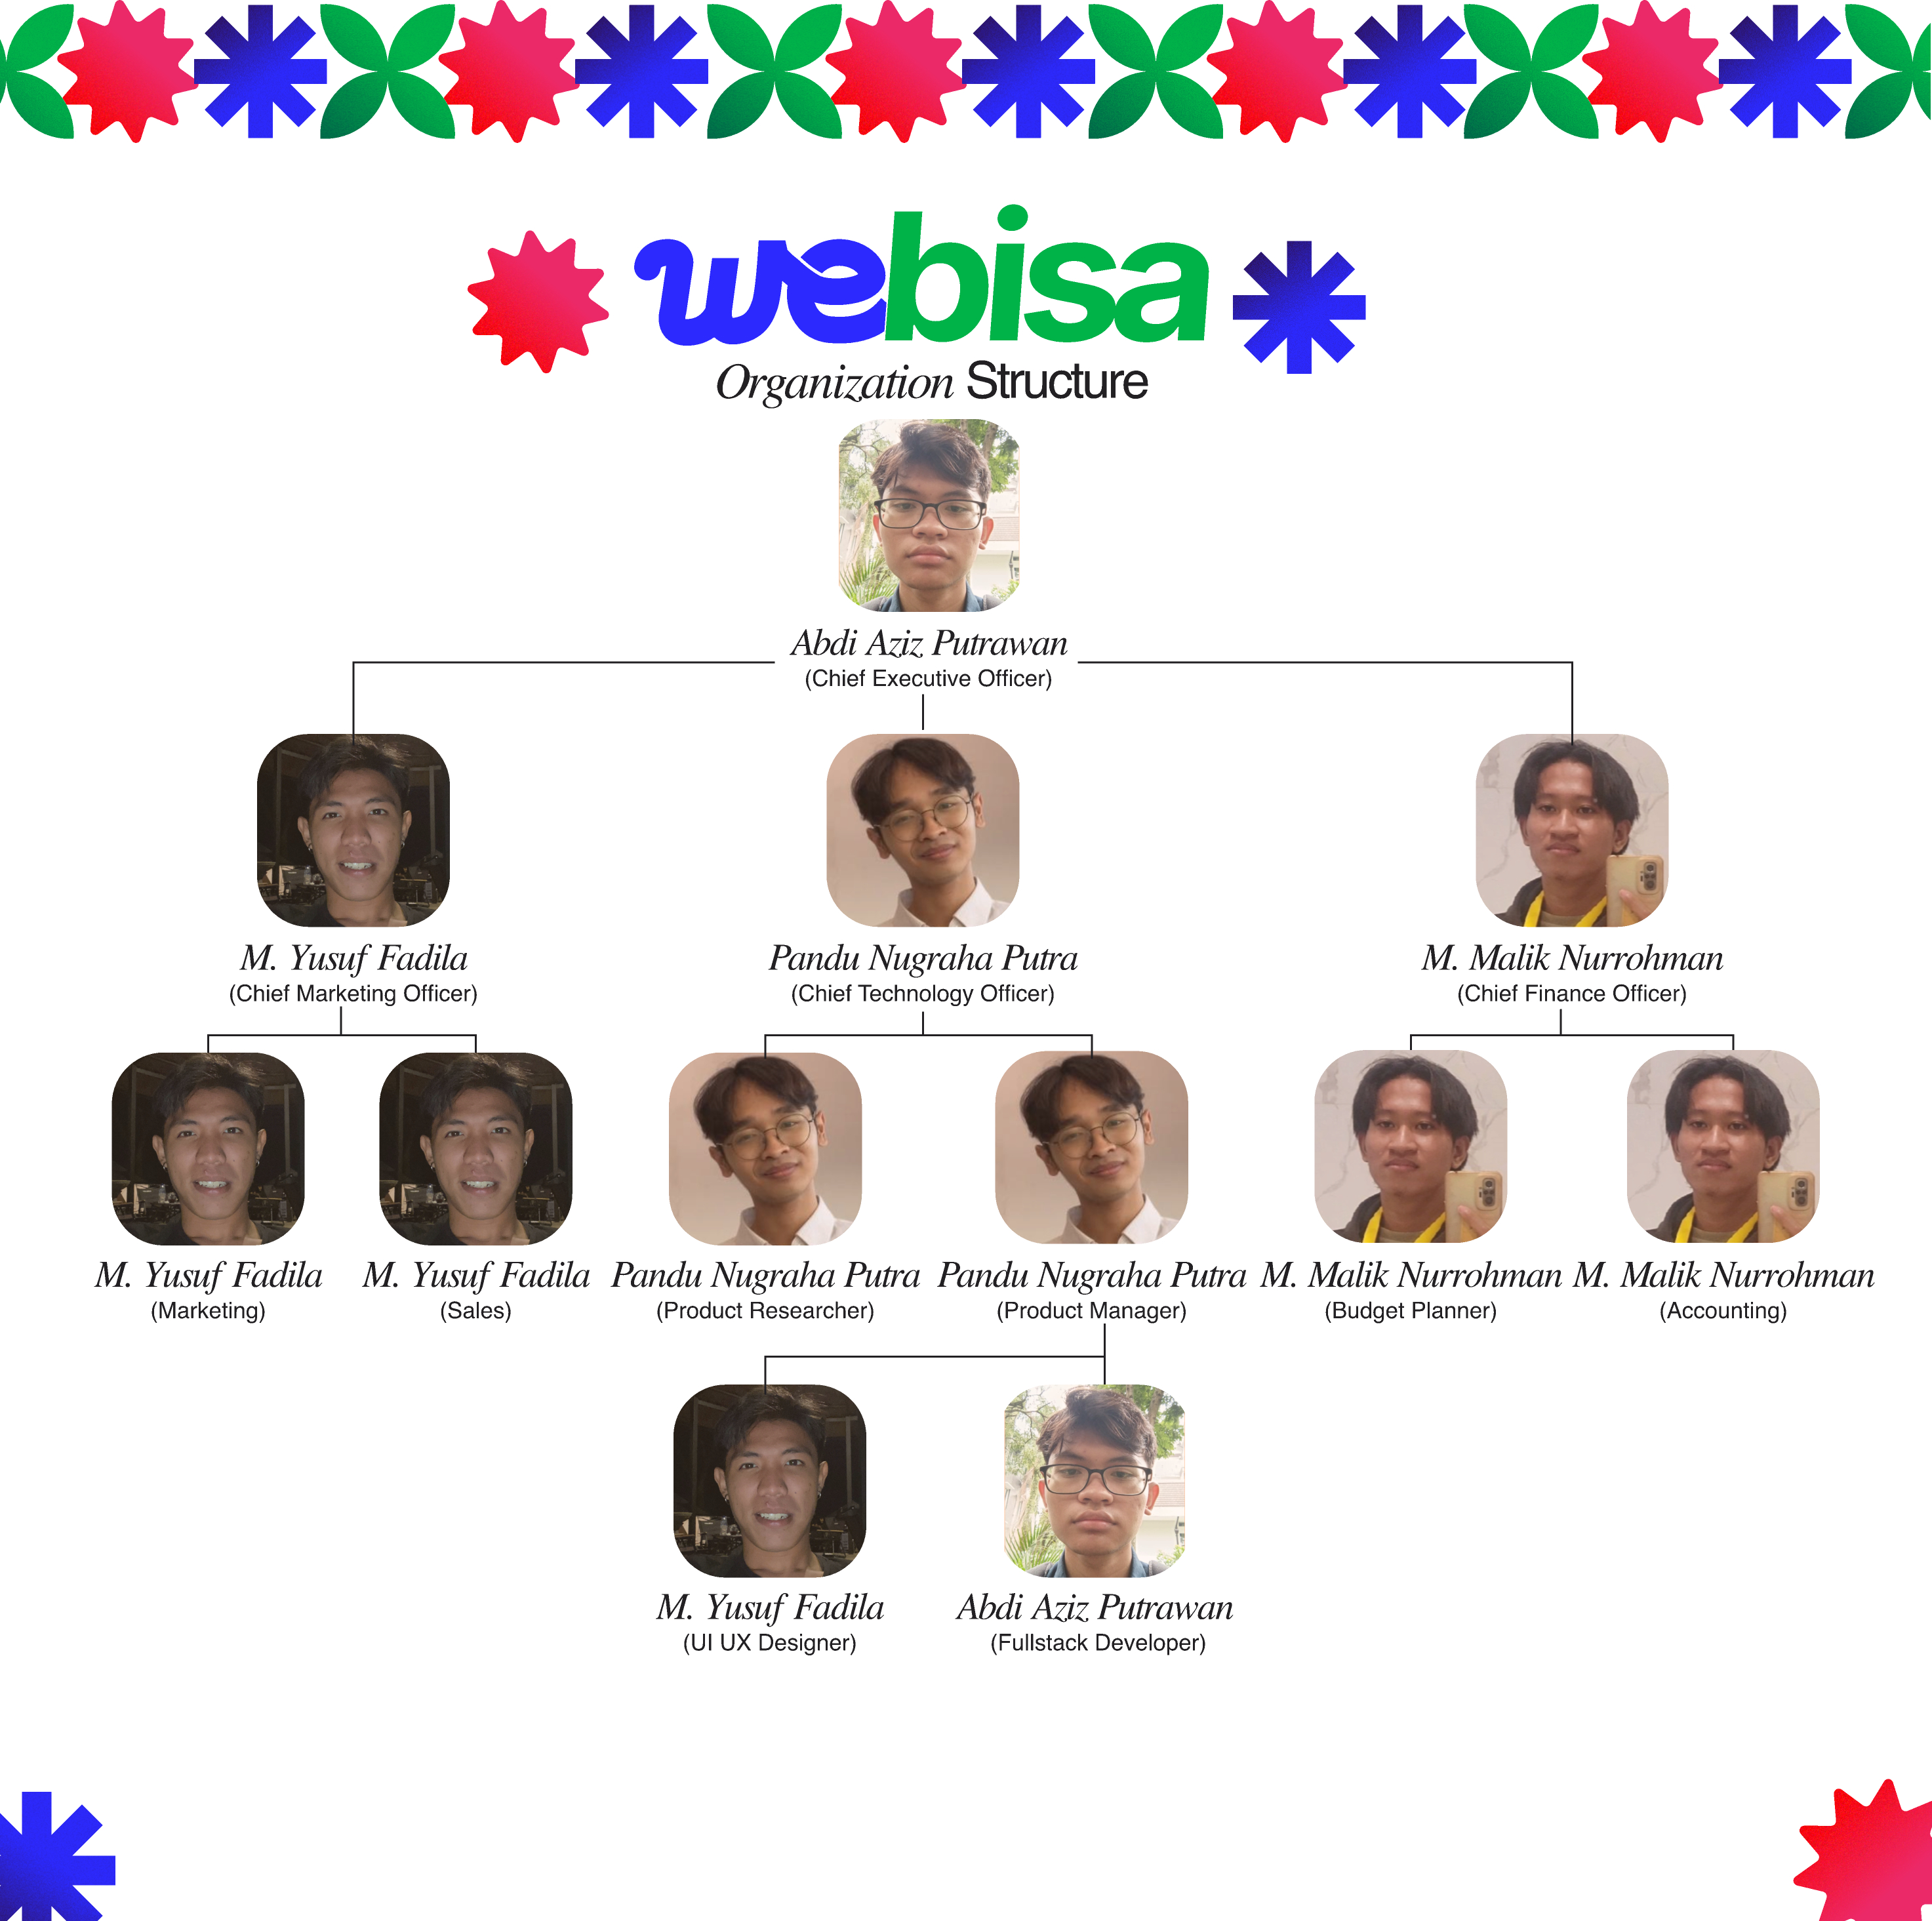 webisa
Organization Structure
Abdi Aziz Putrawan
(Chief Executive Officer)
M. Yusuf Fadila
(Chief Marketing Officer)
Pandu Nugraha Putra
(Chief Technology Officer)
M. Malik Nurrohman
(Chief Finance Officer)
M. Yusuf Fadila
(Marketing)
M. Yusuf Fadila
(Sales)
Pandu Nugraha Putra
(Product Researcher)
Pandu Nugraha Putra
(Product Manager)
M. Malik Nurrohman
(Budget Planner)
M. Malik Nurrohman
(Accounting)
M. Yusuf Fadila
(UI UX Designer)
Abdi Aziz Putrawan
(Fullstack Developer)